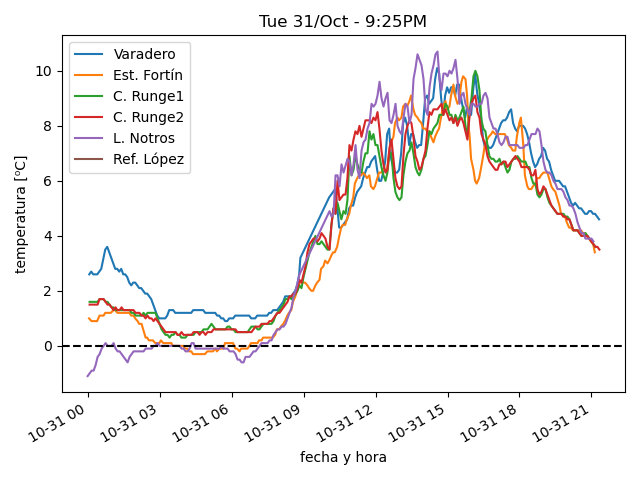 Tue 31/Oct - 9:25PM
Varadero
Est. Fortín
C. Runge1
C. Runge2
L. Notros
Ref. López
temperatura [ºC]
10
8
6
4
2
0
10-31 00
10-31 03
10-31 06
10-31 09
10-31 12
10-31 15
10-31 18
10-31 21
fecha y hora